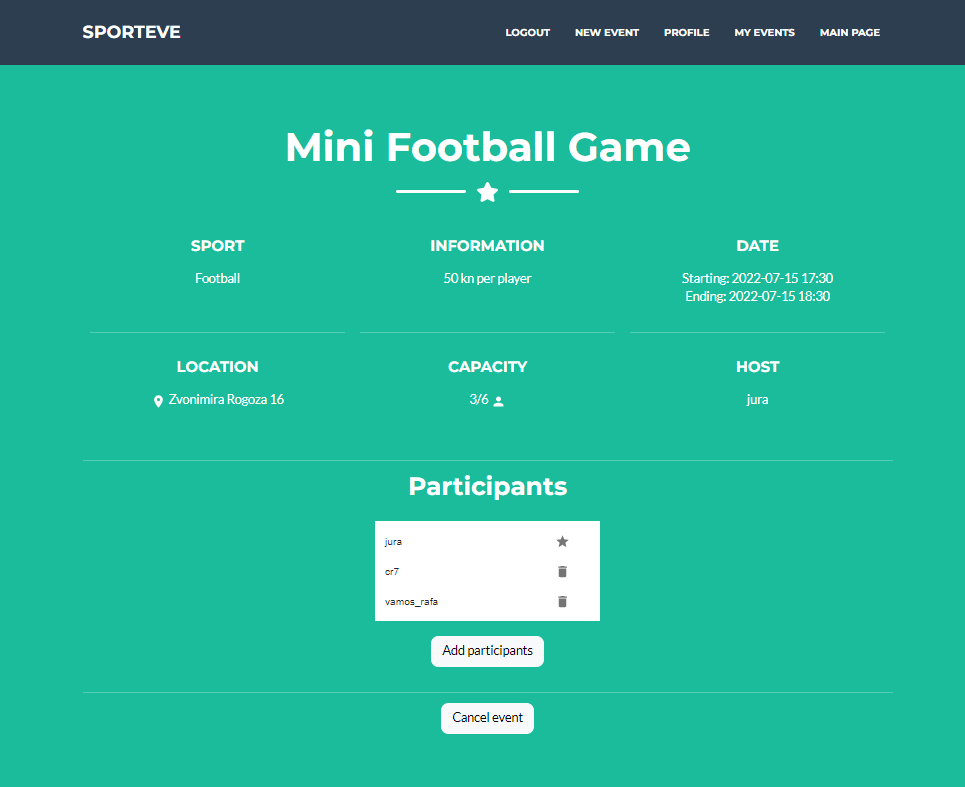 SPORTEVE
LOGOUT NEW EVENT PROFILE MY EVENTS MAIN PAGE
Mini Football Game
SPORT
Football
INFORMATION
50 kn per player
DATE
Starting: 2022-07-15 17:30
Ending: 2022-07-15 18:30
LOCATION
Zvonimira Rogoza 16
CAPACITY
3/6
HOST
jura
Participants
jura
cr7
vamos_rafa
Add participants
Cancel event